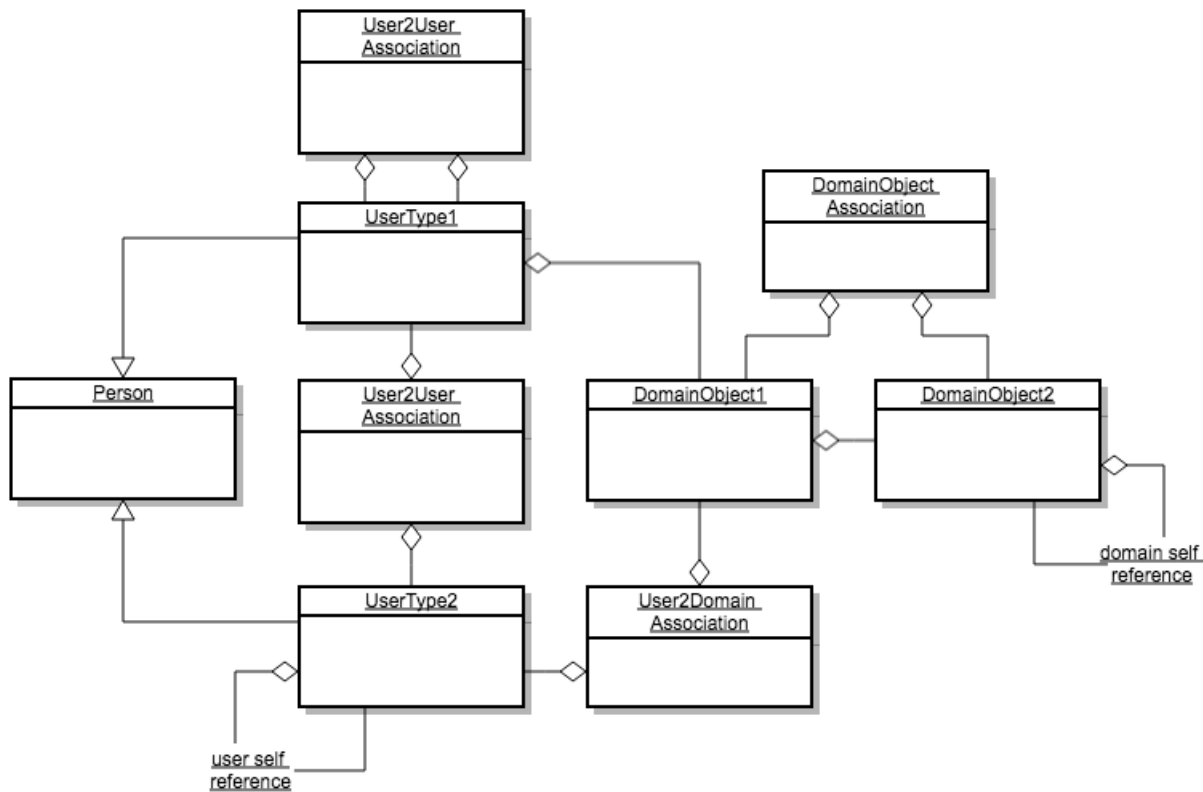 User2User
Association
DomainObject
Association
UserType1
Person
User2User
Association
DomainObject1
DomainObject2
domain self
reference
UserType2
User2Domain
Association
user self
reference